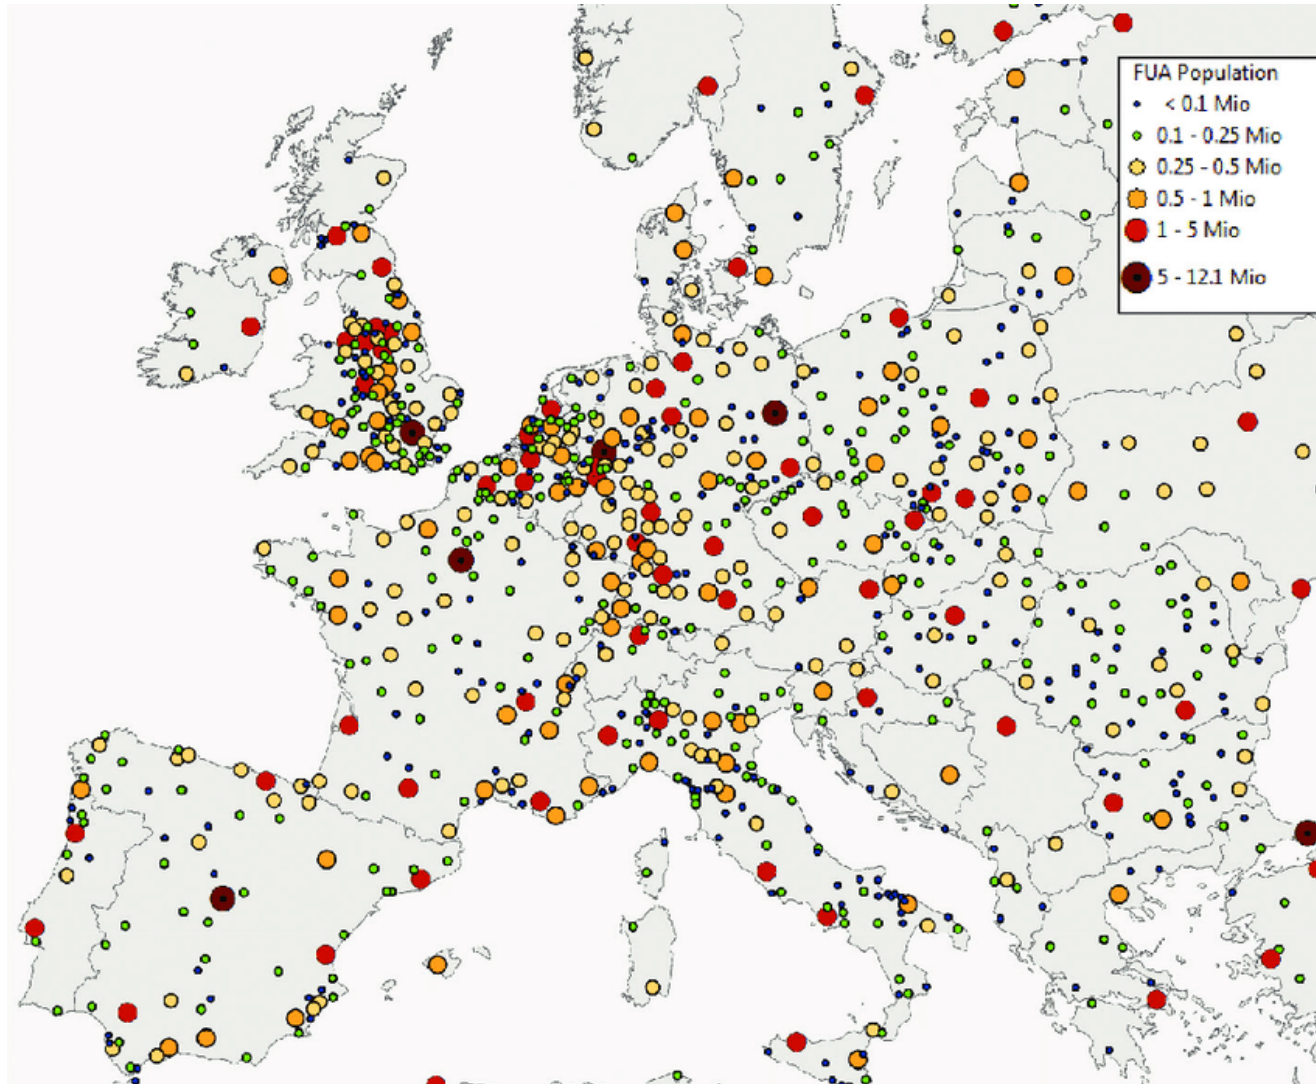 FUA Population
< 0.1 Mio
0.1 - 0.25 Mio
0.25 - 0.5 Mio
0.5 - 1 Mio
1 - 5 Mio
5 - 12.1 Mio